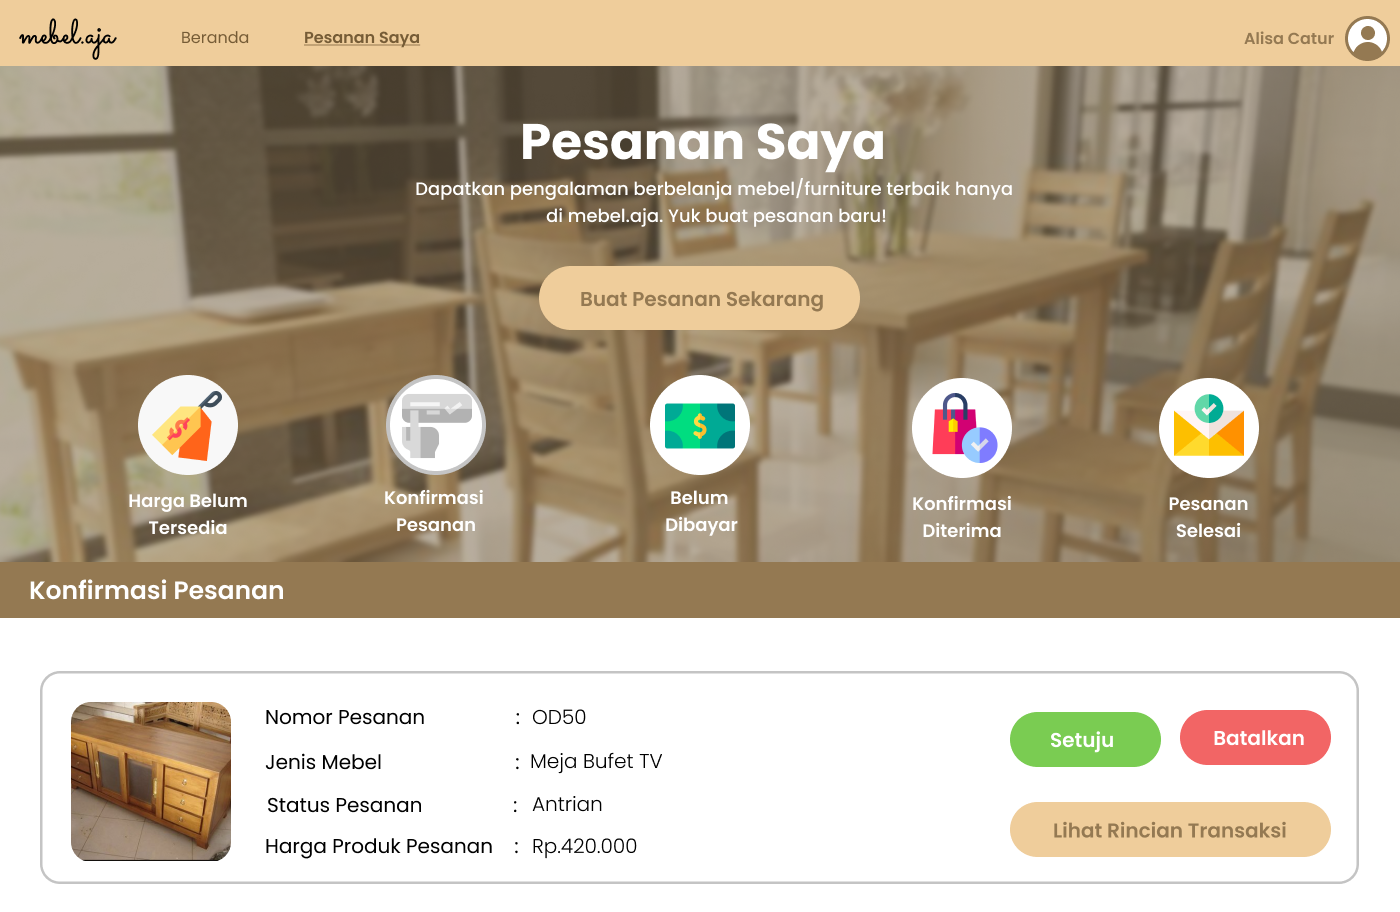 mebel.aja
Beranda
Pesanan Saya
Alisa Catur
Pesanan Saya
Dapatkan pengalaman berbelanja mebel/furniture terbaik hanya
di mebel.aja. Yuk buat pesanan baru!
Buat Pesanan Sekarang
Harga Belum
Tersedia
Konfirmasi
Pesanan
Belum
Dibayar
Konfirmasi
Diterima
Pesanan
Selesai
Konfirmasi Pesanan
Nomor Pesanan : OD50
Jenis Mebel : Meja Bufet TV
Status Pesanan : Antrian
Harga Produk Pesanan : Rp.420.000
Setuju
Batalkan
Lihat Rincian Transaksi